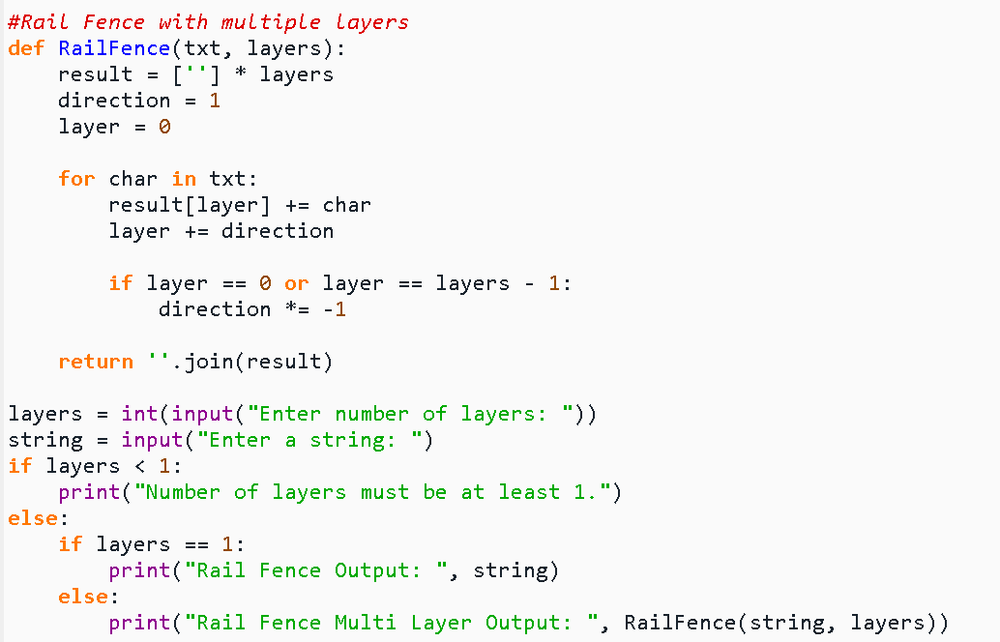 #Rail Fence with multiple layers
def RailFence(txt, layers):
    result = [''] * layers
    direction = 1
    layer = 0

    for char in txt:
        result[layer] += char
        layer += direction

        if layer == 0 or layer == layers - 1:
            direction *= -1

    return ''.join(result)

layers = int(input("Enter number of layers: "))
string = input("Enter a string: ")
if layers < 1:
    print("Number of layers must be at least 1.")
else:
    if layers == 1:
        print("Rail Fence Output: ", string)
    else:
        print("Rail Fence Multi Layer Output: ", RailFence(string, layers))